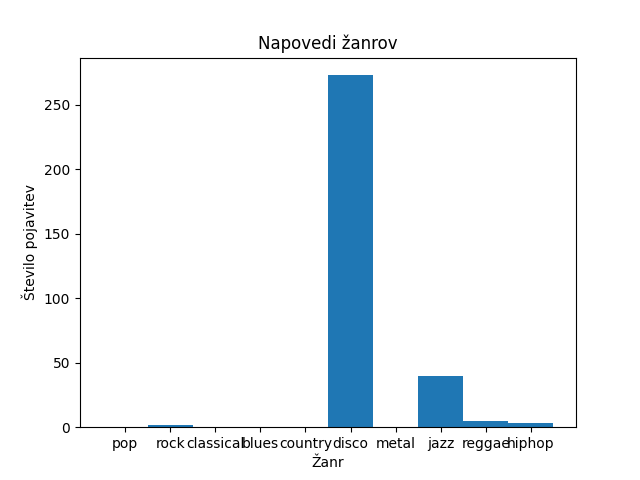 Napovedi žanrov
Število pojavitev
250
200
150
100
50
0
pop rock classical blues country disco metal jazz reggae hiphop
Žanr